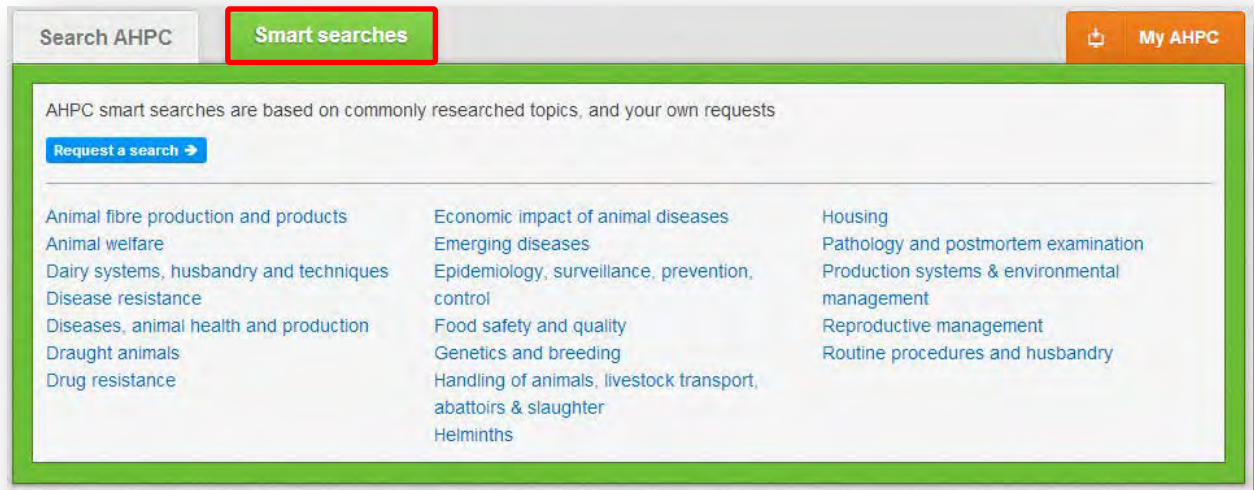 Search AHPC
Smart searches
My AHPC
AHPC smart searches are based on commonly researched topics, and your own requests
Request a search →
Animal fibre production and products
Animal welfare
Dairy systems, husbandry and techniques
Disease resistance
Diseases, animal health and production
Draught animals
Drug resistance
Economic impact of animal diseases
Emerging diseases
Epidemiology, surveillance, prevention,
control
Food safety and quality
Genetics and breeding
Handling of animals, livestock transport,
abattoirs & slaughter
Helminths
Housing
Pathology and postmortem examination
Production systems & environmental
management
Reproductive management
Routine procedures and husbandry